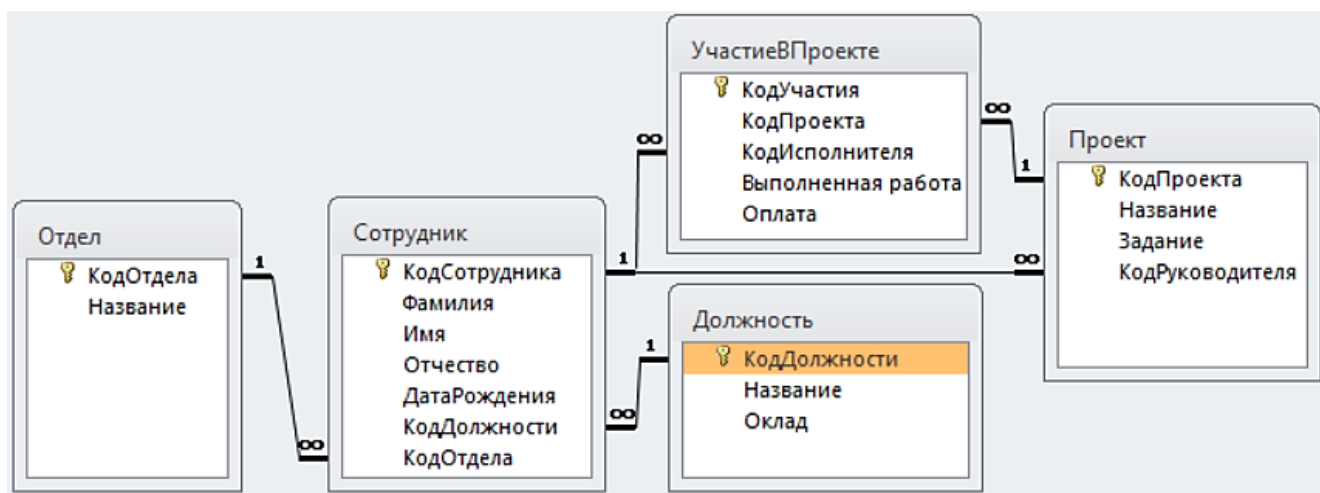 Отдел
КодОтдела
Название
1
∞
Сотрудник
КодСотрудника
Фамилия
Имя
Отчество
ДатаРождения
КодДолжности
КодОтдела
1
∞
∞
УчастиеВПроекте
КодУчастия
КодПроекта
КодИсполнителя
Выполненная работа
Оплата
∞
1
∞
Должность
КодДолжности
Название
Оклад
1
Проект
КодПроекта
Название
Задание
КодРуководителя